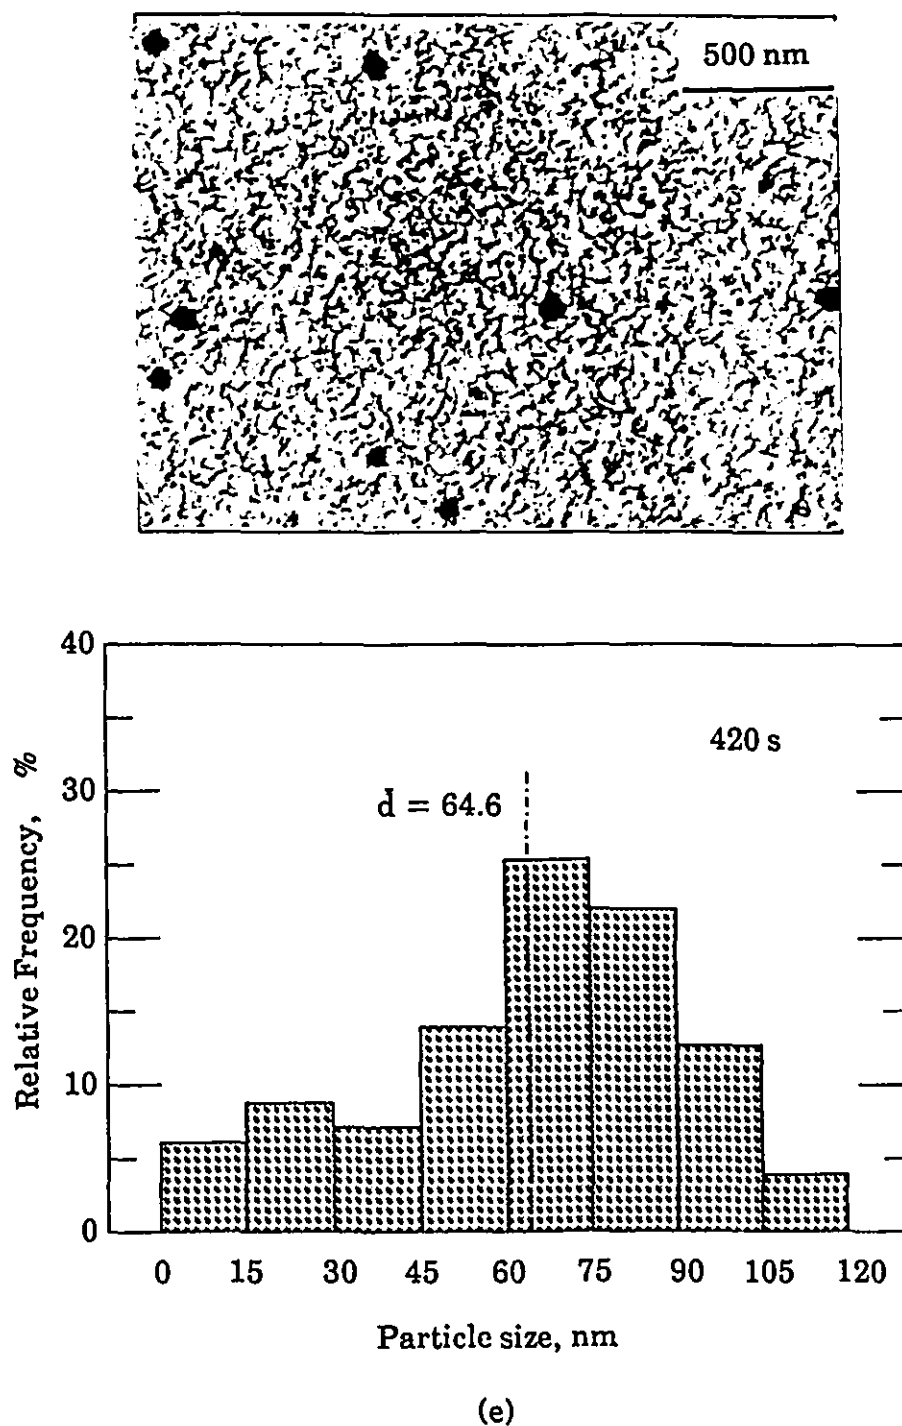 500 nm
40
420 s
30
d̄ = 64.6
20
10
0
Relative Frequency, %
0 15 30 45 60 75 90 105 120
Particle size, nm
(e)